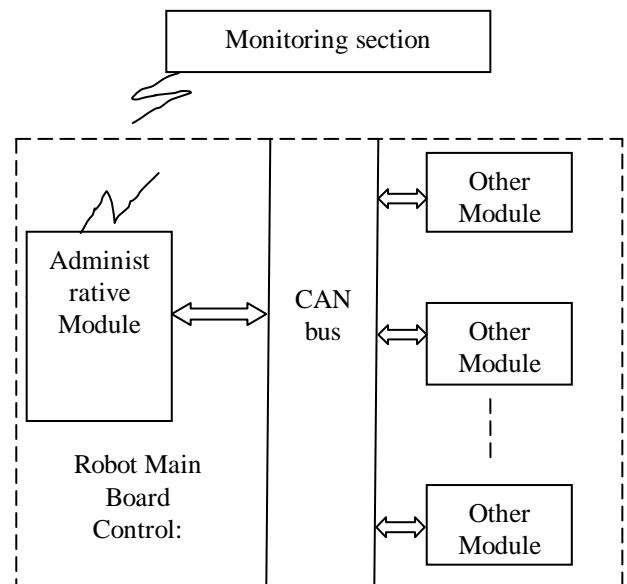 Monitoring section
Administ
rative
Module
CAN
bus
Other
Module
Other
Module
Other
Module
Robot Main
Board
Control: